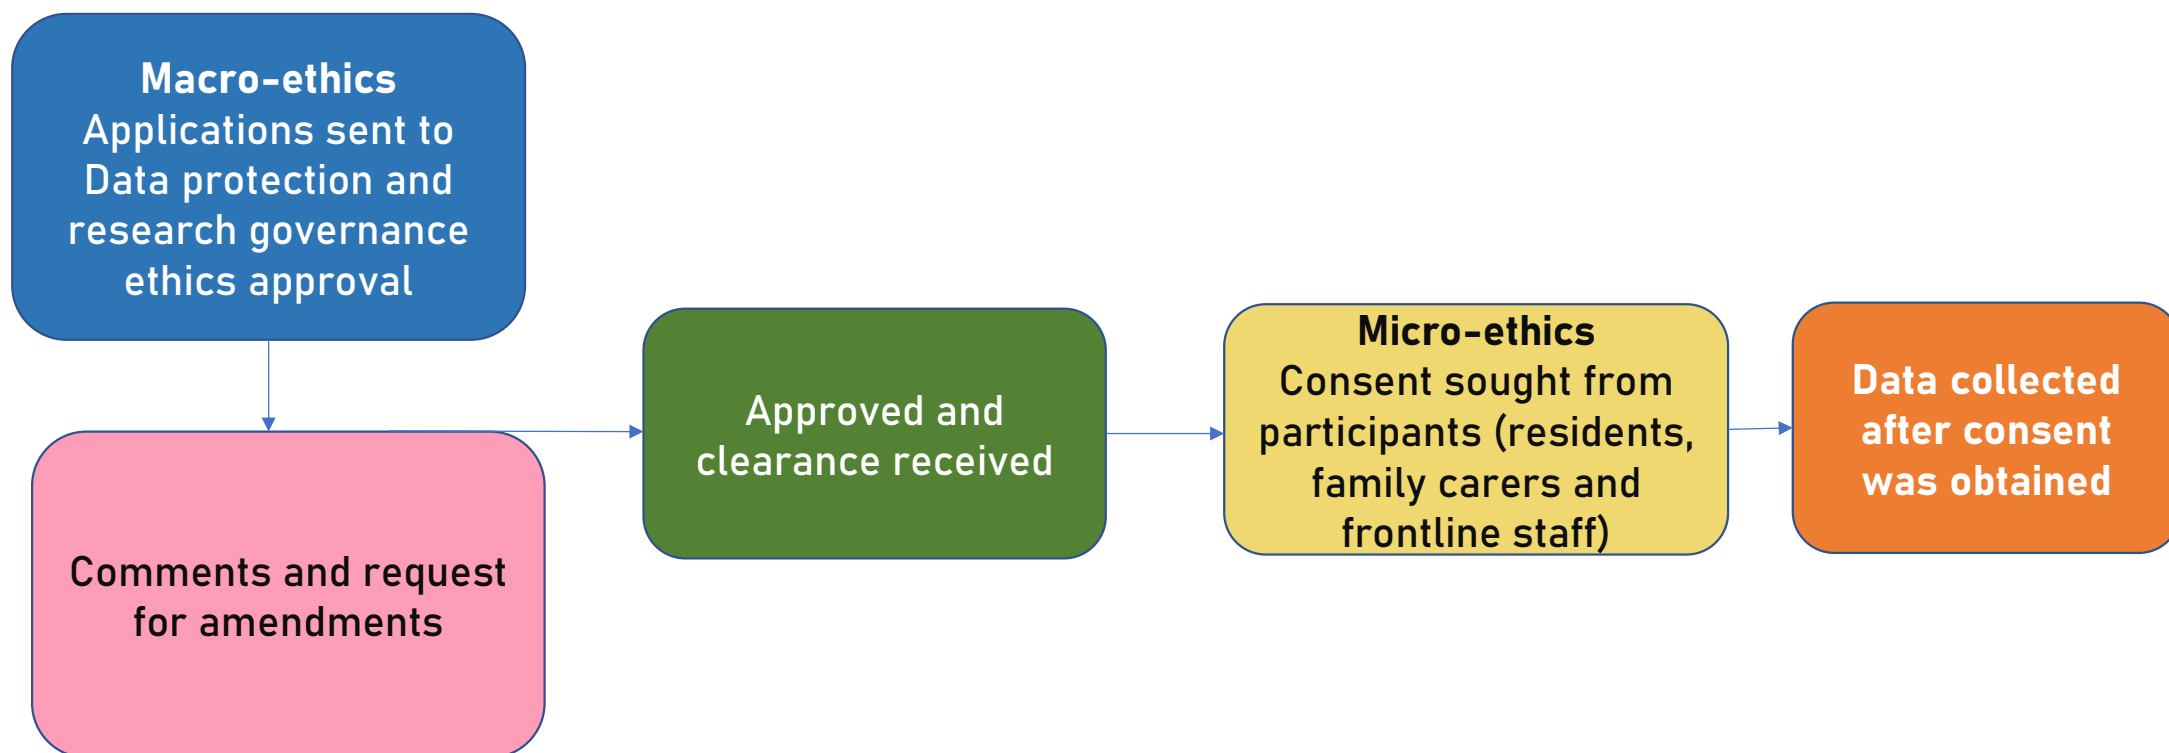 Macro-ethics
Applications sent to
Data protection and
research governance
ethics approval
Comments and request
for amendments
Approved and
clearance received
Micro-ethics
Consent sought from
participants (residents,
family carers and
frontline staff)
Data collected
after consent
was obtained